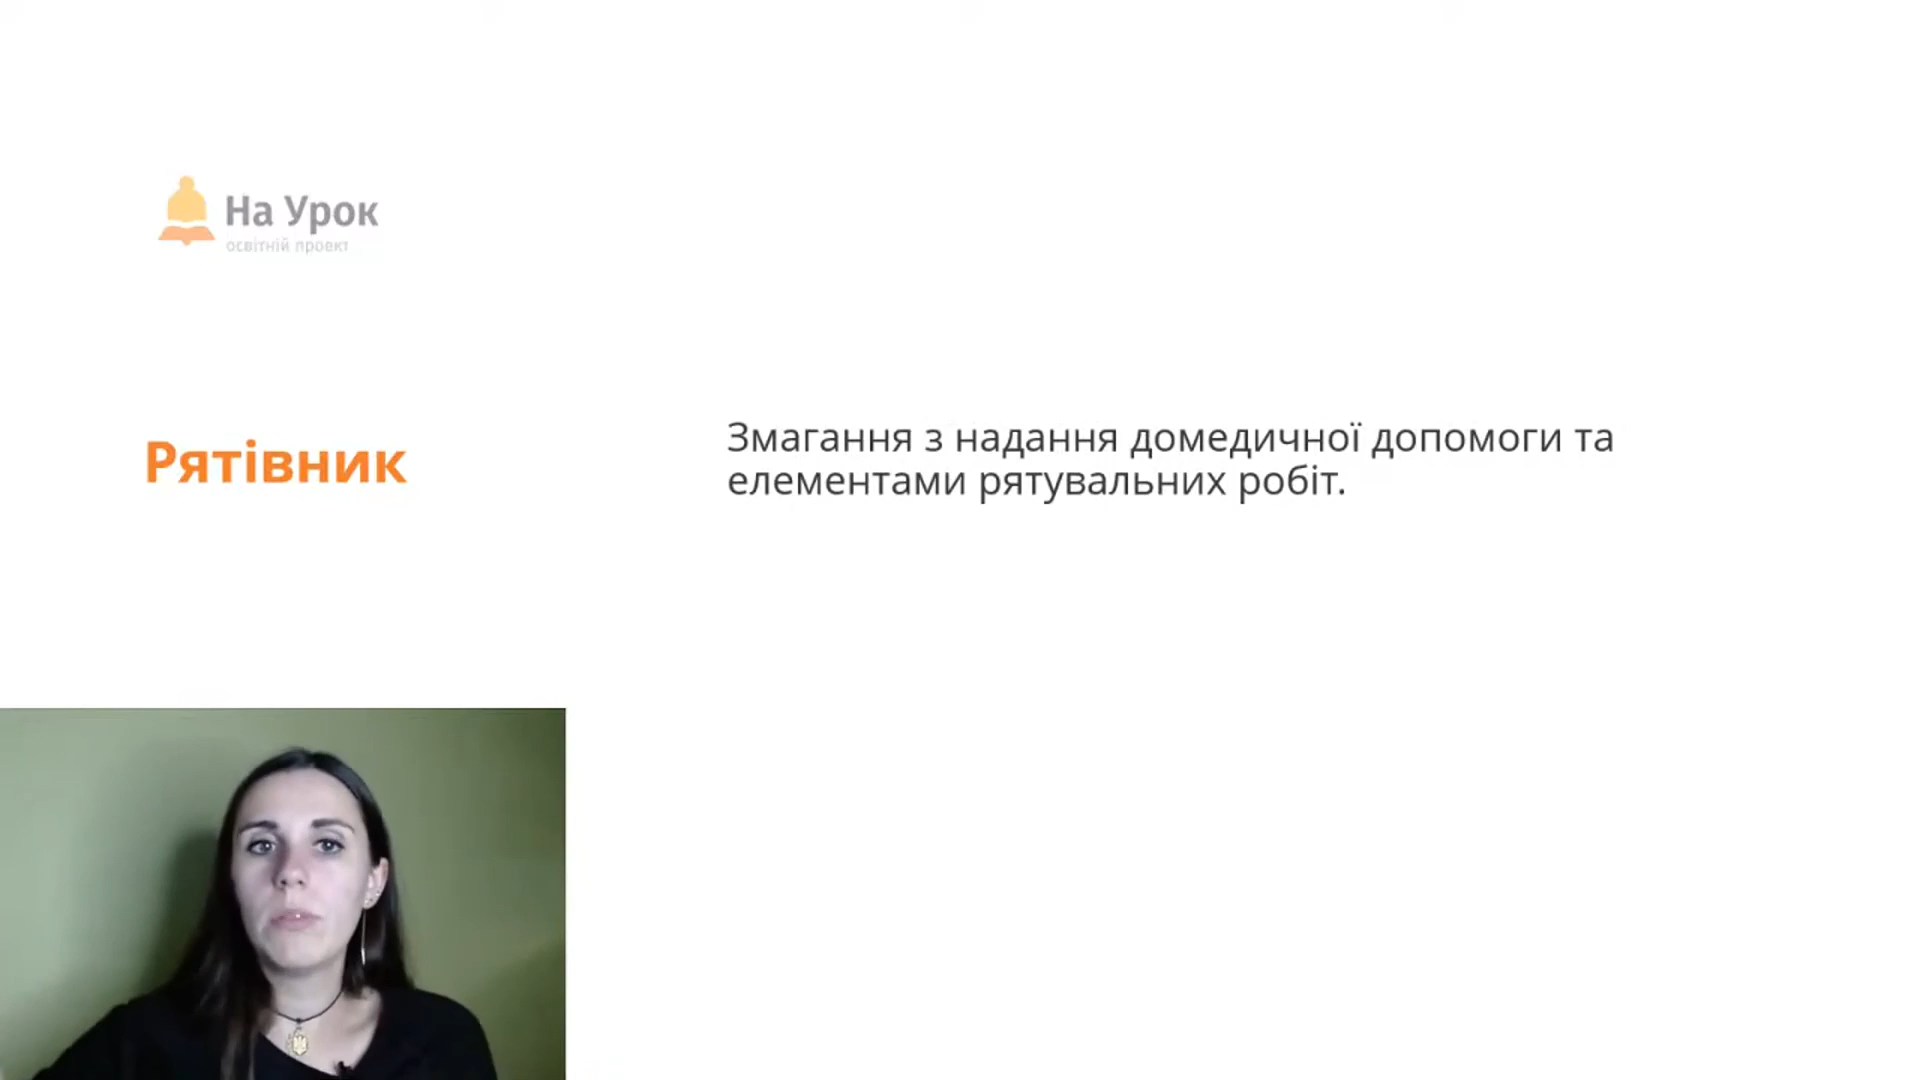 На Урок
освітній проект
Рятівник
Змагання з надання домедичної допомоги та
елементами рятувальних робіт.